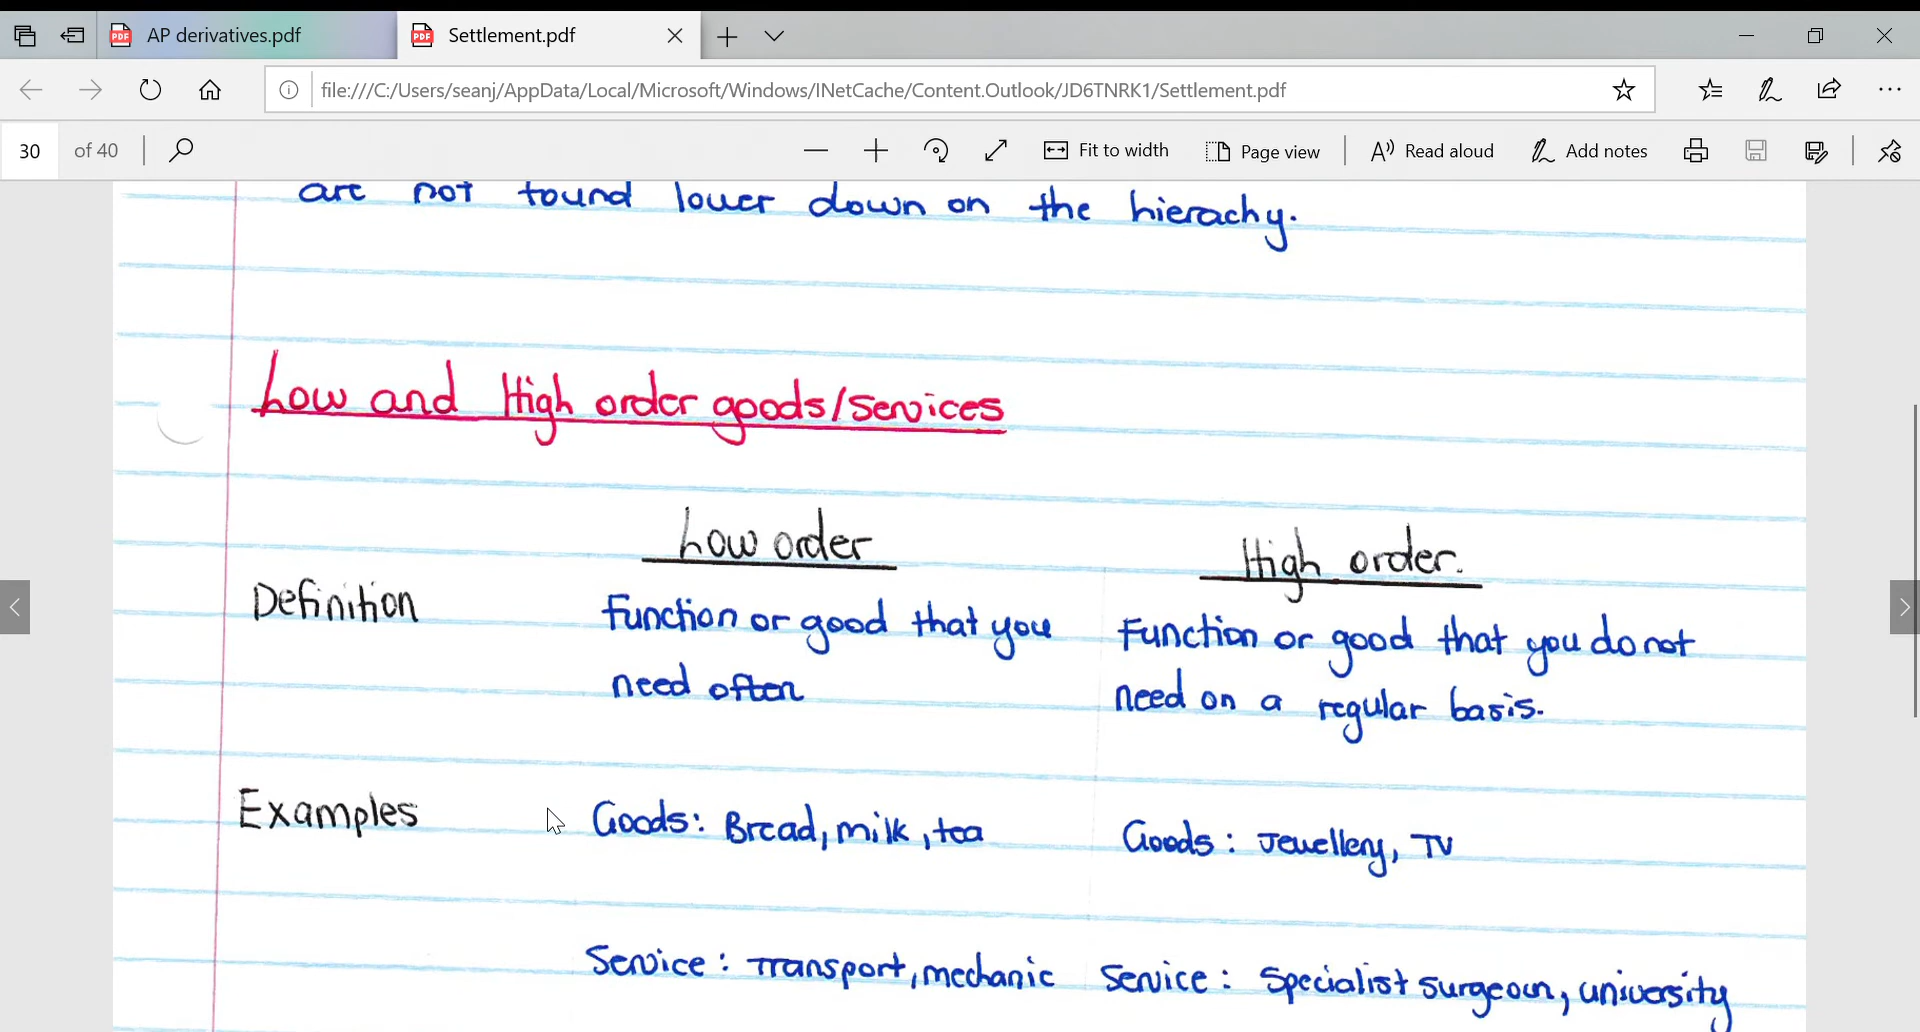 AP derivatives.pdf
Settlement.pdf
file:///C:/Users/seanj/AppData/Local/Microsoft/Windows/INetCache/Content.Outlook/JD6TNRK1/Settlement.pdf
30 of 40
Fit to width
Page view
Read aloud
Add notes
are not found lower down on the hierachy.
Low and High order goods/services
Low order High order.
Definition Function or good that you Function or good that you do not
need often need on a regular basis.
Examples Goods: Bread, milk, tea Goods: Jewellery, TV
Service: Transport, mechanic Service: Specialist surgeon, university